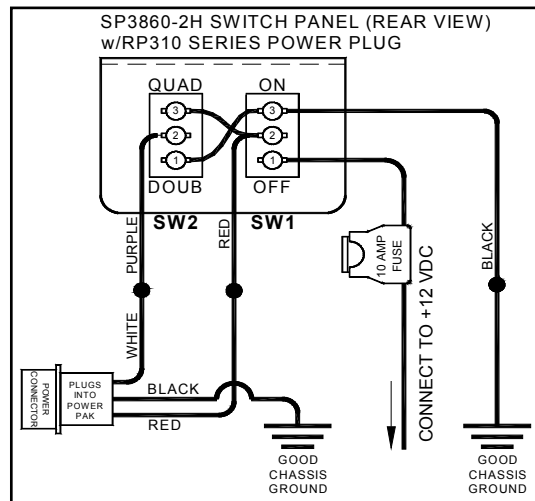 SP3860-2H SWITCH PANEL (REAR VIEW)
w/RP310 SERIES POWER PLUG
QUAD
ON
3
3
2
2
1
1
DOUB
OFF
SW2
SW1
PURPLE
RED
10 AMP
FUSE
BLACK
CONNECT TO +12 VDC
WHITE
POWER
CONNECTOR
PLUGS
INTO
POWER
PAK
BLACK
RED
GOOD
CHASSIS
GROUND
GOOD
CHASSIS
GROUND